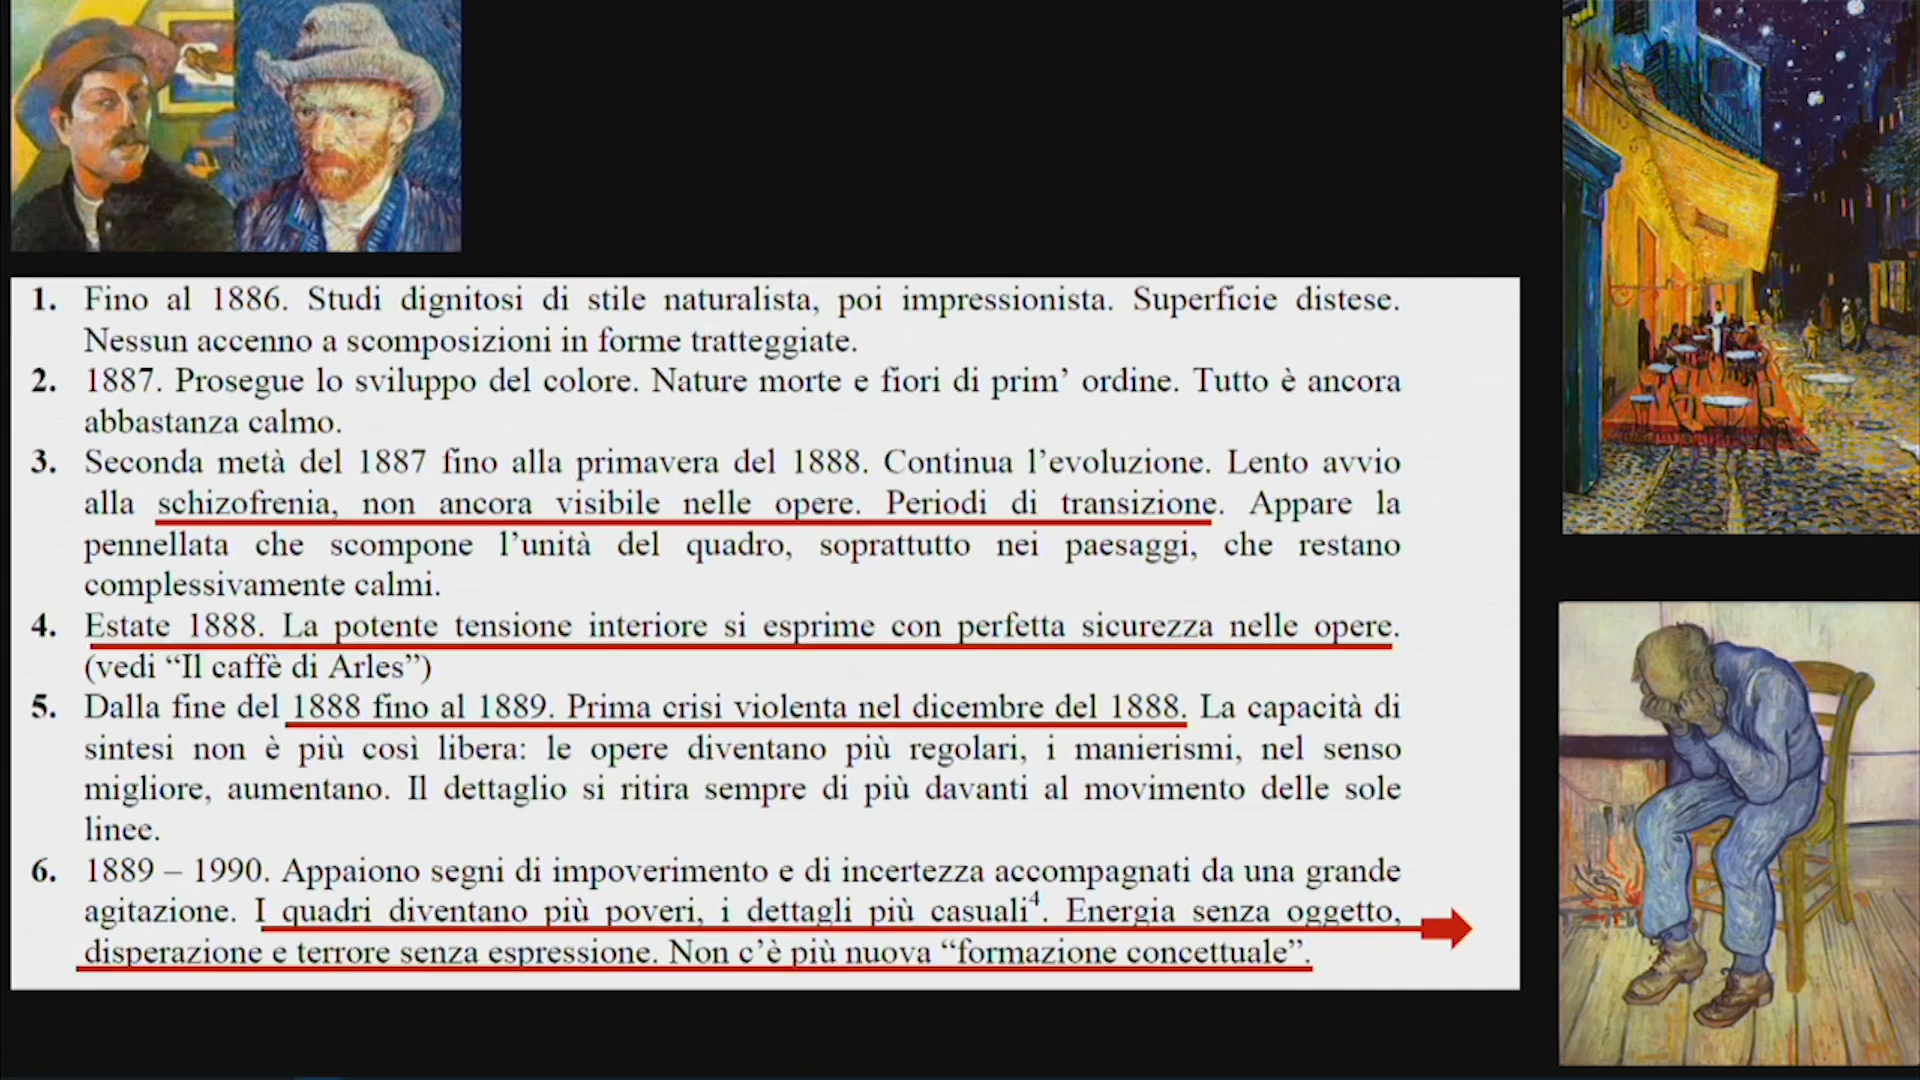 1. Fino al 1886. Studi dignitosi di stile naturalista, poi impressionista. Superficie distese.
Nessun accenno a scomposizioni in forme tratteggiate.
2. 1887. Prosegue lo sviluppo del colore. Nature morte e fiori di prim’ ordine. Tutto è ancora
abbastanza calmo.
3. Seconda metà del 1887 fino alla primavera del 1888. Continua l’evoluzione. Lento avvio
alla schizofrenia, non ancora visibile nelle opere. Periodi di transizione. Appare la
pennellata che scompone l’unità del quadro, soprattutto nei paesaggi, che restano
complessivamente calmi.
4. Estate 1888. La potente tensione interiore si esprime con perfetta sicurezza nelle opere.
(vedi “Il caffè di Arles”)
5. Dalla fine del 1888 fino al 1889. Prima crisi violenta nel dicembre del 1888. La capacità di
sintesi non è più così libera: le opere diventano più regolari, i manierismi, nel senso
migliore, aumentano. Il dettaglio si ritira sempre di più davanti al movimento delle sole
linee.
6. 1889 – 1990. Appaiono segni di impoverimento e di incertezza accompagnati da una grande
agitazione. I quadri diventano più poveri, i dettagli più casuali⁴. Energia senza oggetto,
disperazione e terrore senza espressione. Non c’è più nuova “formazione concettuale”.